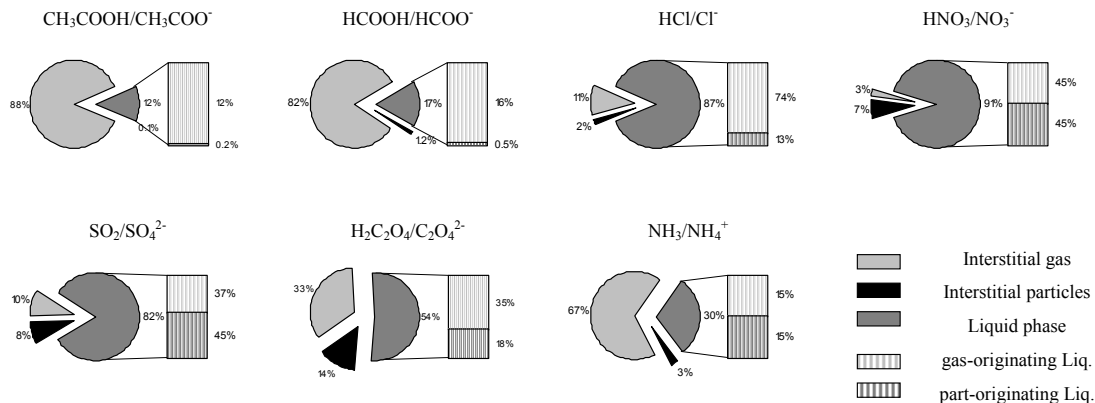 CH₃COOH/CH₃COO⁻
88%
12%
0.1%
12%
0.2%
HCOOH/HCOO⁻
82%
17%
1.2%
16%
0.5%
HCl/Cl⁻
11%
2%
87%
74%
13%
HNO₃/NO₃⁻
3%
7%
91%
45%
45%
SO₂/SO₄²⁻
10%
8%
82%
37%
45%
H₂C₂O₄/C₂O₄²⁻
33%
14%
54%
35%
18%
NH₃/NH₄⁺
67%
30%
3%
15%
15%
Interstitial gas
Interstitial particles
Liquid phase
gas-originating Liq.
part-originating Liq.